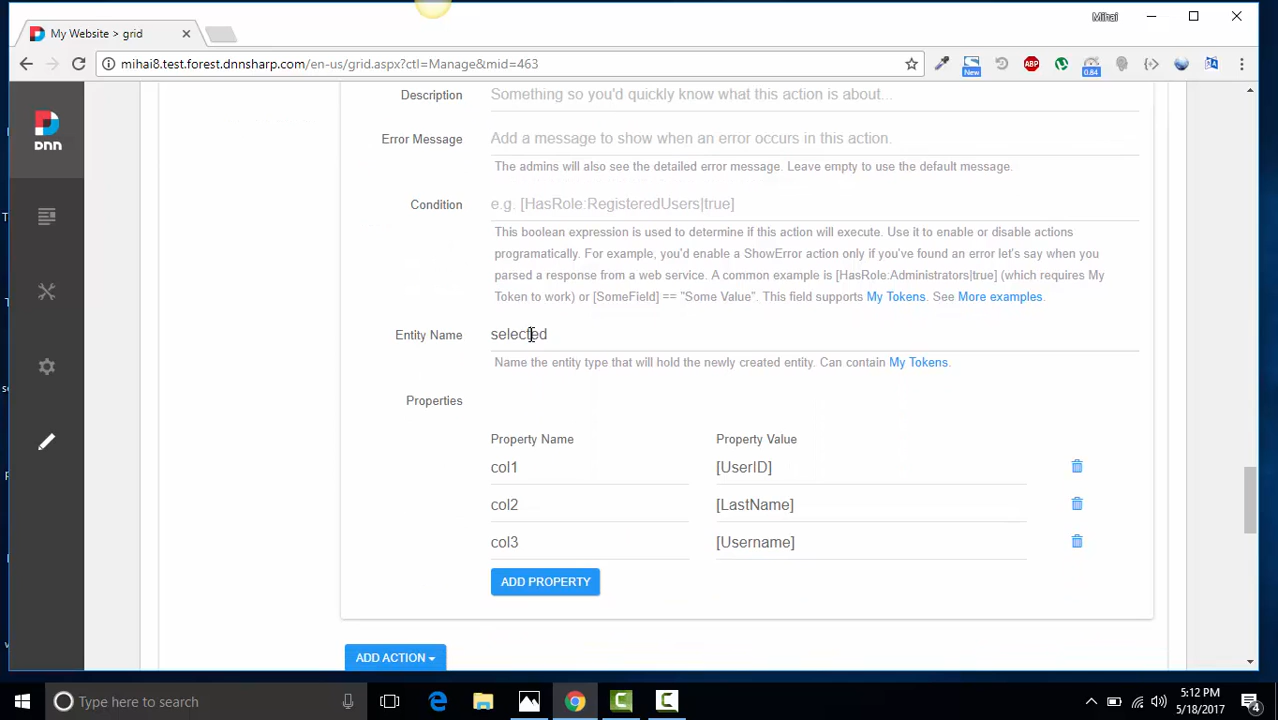 Mihai
My Website > grid
mihai8.test.forest.dnnsharp.com/en-us/grid.aspx?ctl=Manage&mid=463
ABP
New
0.84
DNN
Description
Something so you'd quickly know what this action is about...
Error Message
Add a message to show when an error occurs in this action.
The admins will also see the detailed error message. Leave empty to use the default message.
Condition
e.g. [HasRole:RegisteredUsers|true]
This boolean expression is used to determine if this action will execute. Use it to enable or disable actions
programatically. For example, you'd enable a ShowError action only if you've found an error let's say when you
parsed a response from a web service. A common example is [HasRole:Administrators|true] (which requires My
Token to work) or [SomeField] == "Some Value". This field supports My Tokens. See More examples.
Entity Name
selected
Name the entity type that will hold the newly created entity. Can contain My Tokens.
Properties
Property Name Property Value
col1 [UserID]
col2 [LastName]
col3 [Username]
ADD PROPERTY
ADD ACTION
Type here to search
5:12 PM
5/18/2017
4